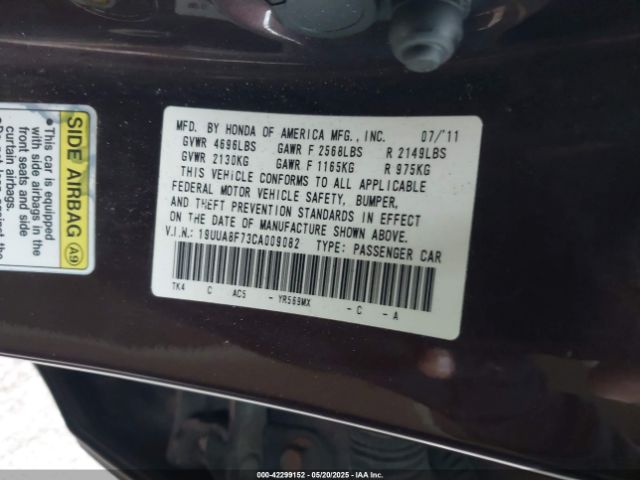 SIDE AIRBAG A9
• This car is equipped
with side airbags in the
front seats and side
curtain airbags.
MFD. BY HONDA OF AMERICA MFG., INC. 07/'11
GVWR 4696LBS GAWR F 2568LBS R 2149LBS
GVWR 2130KG GAWR F 1165KG R 975KG
THIS VEHICLE CONFORMS TO ALL APPLICABLE
FEDERAL MOTOR VEHICLE SAFETY, BUMPER,
AND THEFT PREVENTION STANDARDS IN EFFECT
ON THE DATE OF MANUFACTURE SHOWN ABOVE.
V.I.N.: 19UUA8F73CA009082 TYPE: PASSENGER CAR
TK4 C AC5 - YR569MX - C - A
000-42299152 - 05/20/2025 - IAA Inc.